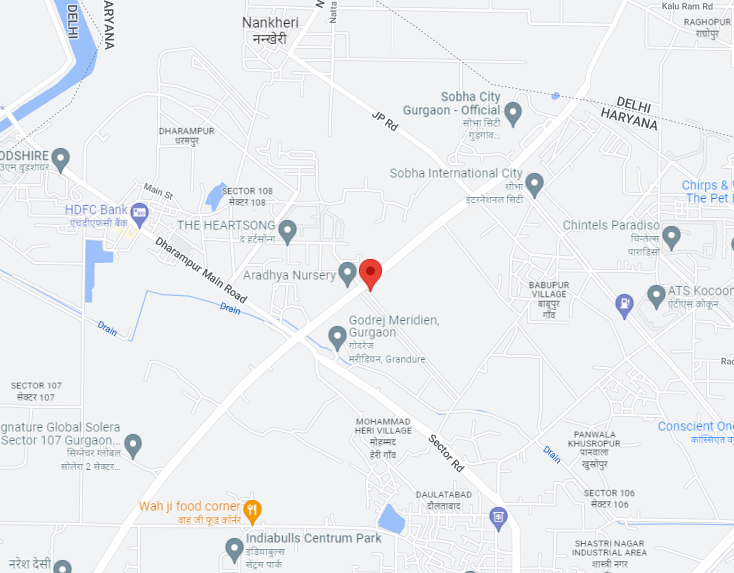 Kalu Ram Rd
DELHI
HARYANA
Nankheri
नन्खेरी
RAGHOPUR
राघोपुर
DELHI
HARYANA
JP Rd
Sobha City
Gurgaon - Official
सोभा सिटी
गुड़गांव...
DHARAMPUR
धरमपुर
ODSHIRE
Main St
SECTOR 108
सेक्टर 108
Sobha International City
शोभा
इंटरनेशनल सिटी
Chirps & W
The Pet
HDFC Bank
एचडीएफसी बैंक
THE HEARTSONG
द हर्टसॉन्ग
Chintels Paradiso
चिन्तेल्स
पारादिसो
Dharampur Main Road
Aradhya Nursery
BABUPUR
VILLAGE
बाबूपुर
गाँव
ATS Kocoon
एटीएस कोकून
Drain
Drain
Godrej Meridien,
Gurgaon
गोदरेज
मरीडियन, Grandure
SECTOR 107
सेक्टर 107
gnature Global Solera
Sector 107 Gurgaon...
सिग्नेचर ग्लोबल
सोलेरा 2 सेक्टर...
MOHAMMAD
HERI VILLAGE
मोहम्मद
हेरी गाँव
Sector Rd
Drain
Conscient One
PANWALA
KHUSROPUR
पानवाला
खुसोपुर
Wah ji food corner
वाह जी फूड कॉर्नर
DAULATABAD
दौलताबाद
SECTOR 106
सेक्टर 106
Indiabulls Centrum Park
इंडियाबुल्स
सेंट्रम पार्क
SHASTRI NAGAR
INDUSTRIAL AREA
शास्त्री नगर
नरेश देसी